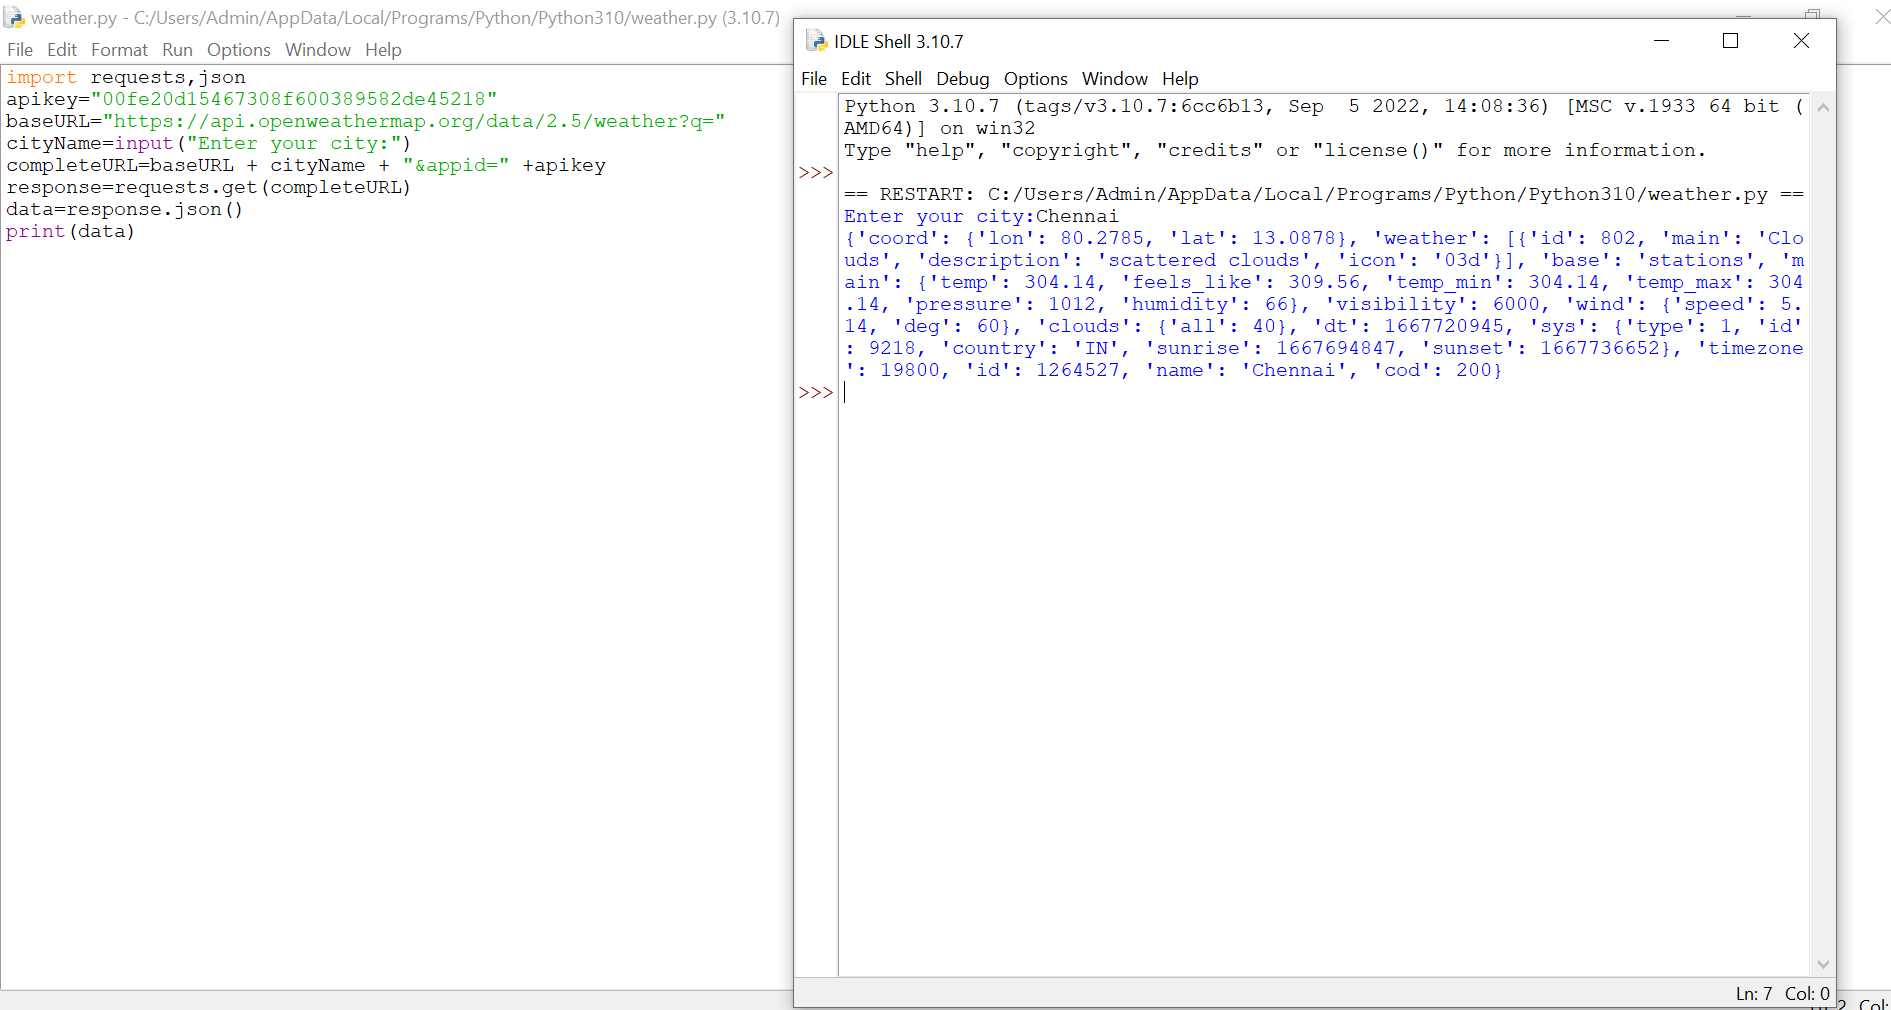 weather.py - C:/Users/Admin/AppData/Local/Programs/Python/Python310/weather.py (3.10.7)
File Edit Format Run Options Window Help
import requests,json
apikey="00fe20d15467308f600389582de45218"
baseURL="https://api.openweathermap.org/data/2.5/weather?q="
cityName=input("Enter your city:")
completeURL=baseURL + cityName + "&appid=" +apikey
response=requests.get(completeURL)
data=response.json()
print(data)
IDLE Shell 3.10.7
File Edit Shell Debug Options Window Help
Python 3.10.7 (tags/v3.10.7:6cc6b13, Sep  5 2022, 14:08:36) [MSC v.1933 64 bit (
AMD64)] on win32
Type "help", "copyright", "credits" or "license()" for more information.
>>>
== RESTART: C:/Users/Admin/AppData/Local/Programs/Python/Python310/weather.py ==
Enter your city:Chennai
{'coord': {'lon': 80.2785, 'lat': 13.0878}, 'weather': [{'id': 802, 'main': 'Clo
uds', 'description': 'scattered clouds', 'icon': '03d'}], 'base': 'stations', 'm
ain': {'temp': 304.14, 'feels_like': 309.56, 'temp_min': 304.14, 'temp_max': 304
.14, 'pressure': 1012, 'humidity': 66}, 'visibility': 6000, 'wind': {'speed': 5.
14, 'deg': 60}, 'clouds': {'all': 40}, 'dt': 1667720945, 'sys': {'type': 1, 'id'
: 9218, 'country': 'IN', 'sunrise': 1667694847, 'sunset': 1667736652}, 'timezone
': 19800, 'id': 1264527, 'name': 'Chennai', 'cod': 200}
>>>
Ln: 7 Col: 0
2 Col: